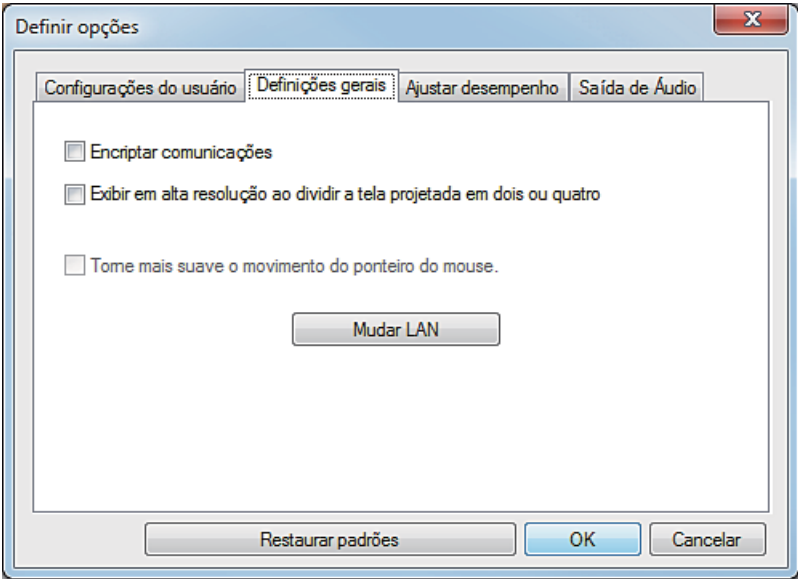 Definir opções
Configurações do usuário Definições gerais Ajustar desempenho Saída de Áudio
Encriptar comunicações
Exibir em alta resolução ao dividir a tela projetada em dois ou quatro
Torne mais suave o movimento do ponteiro do mouse.
Mudar LAN
Restaurar padrões OK Cancelar